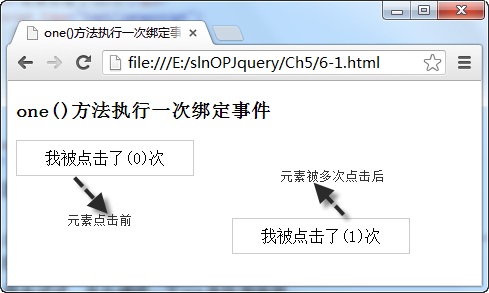 one()方法执行一次绑定事
file:///E:/slnOPJquery/Ch5/6-1.html
one()方法执行一次绑定事件
我被点击了(0)次
元素被多次点击后
元素点击前
我被点击了(1)次